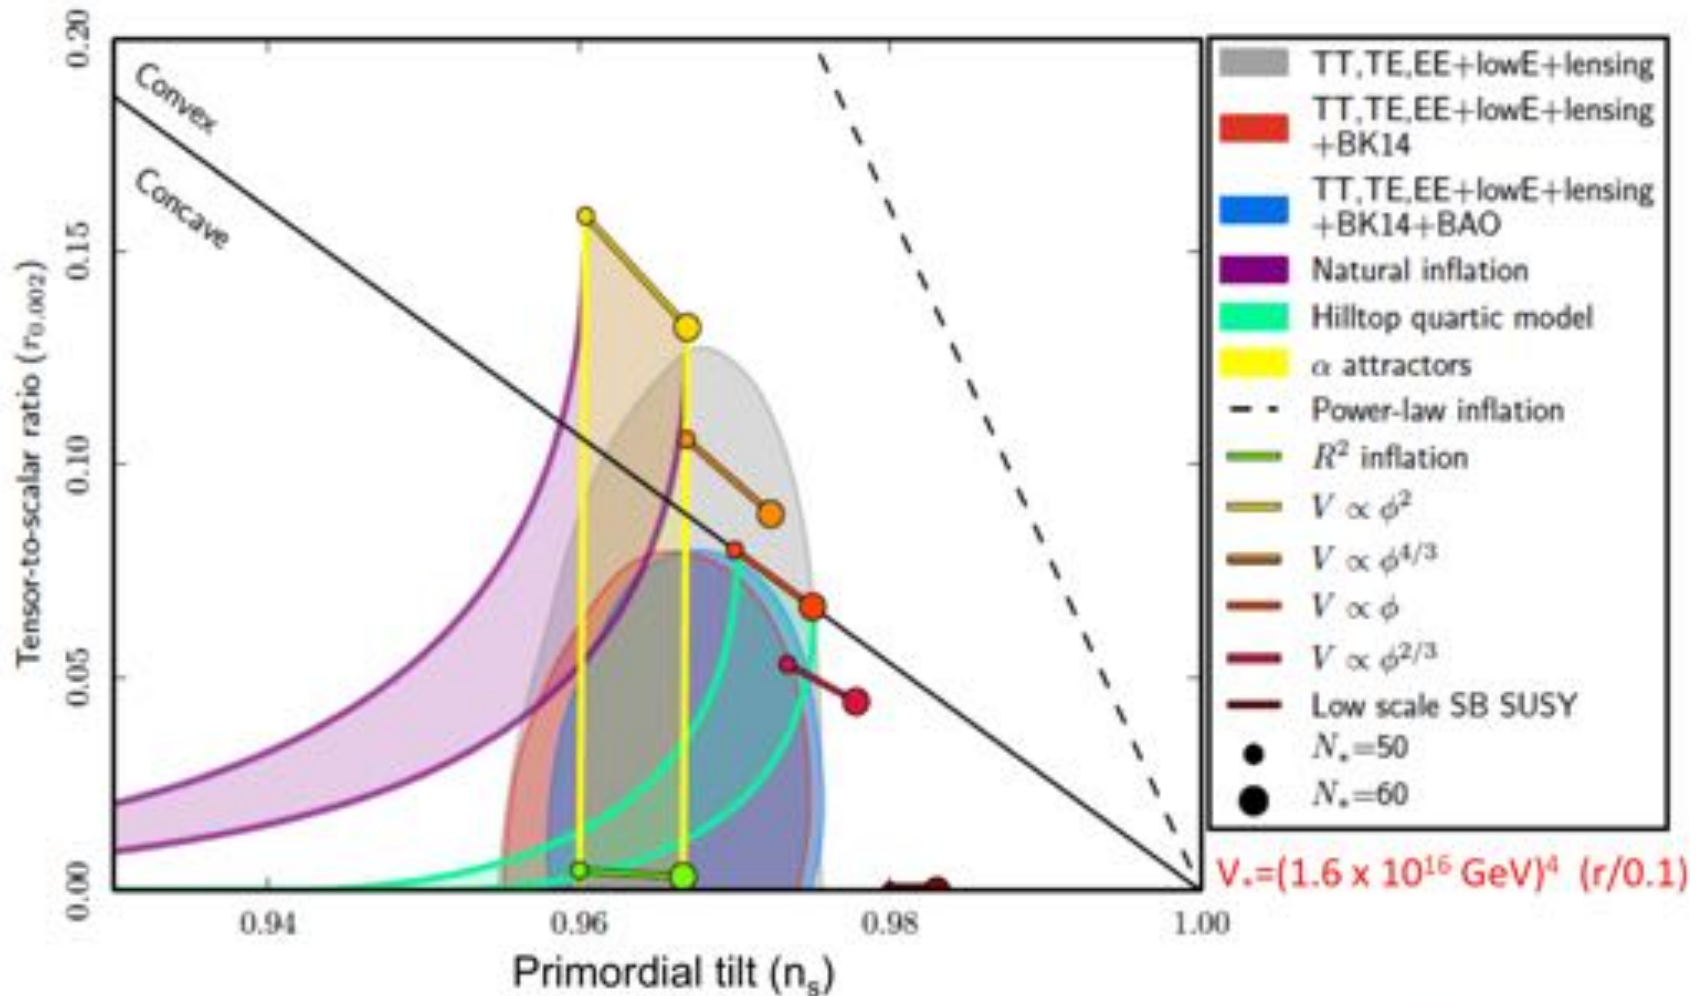 Tensor-to-scalar ratio (r₀.₀₀₂)
0.20
0.15
0.10
0.05
0.00
Convex
Concave
0.94
0.96
0.98
1.00
Primordial tilt (nₛ)
TT,TE,EE+lowE+lensing
TT,TE,EE+lowE+lensing
+BK14
TT,TE,EE+lowE+lensing
+BK14+BAO
Natural inflation
Hilltop quartic model
α attractors
Power-law inflation
R² inflation
V ∝ ϕ²
V ∝ ϕ^{4/3}
V ∝ ϕ
V ∝ ϕ^{2/3}
Low scale SB SUSY
N*=50
N*=60
V*=(1.6 x 10¹⁶ GeV)⁴ (r/0.1)